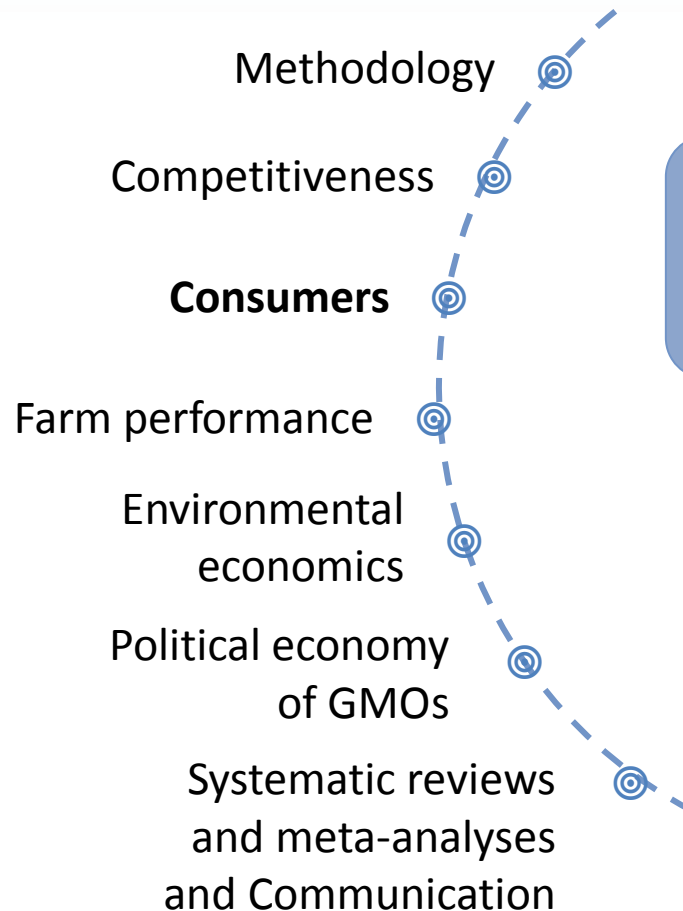 Methodology
Competitiveness
Consumers
Farm performance
Environmental
economics
Political economy
of GMOs
Systematic reviews
and meta-analyses
and Communication